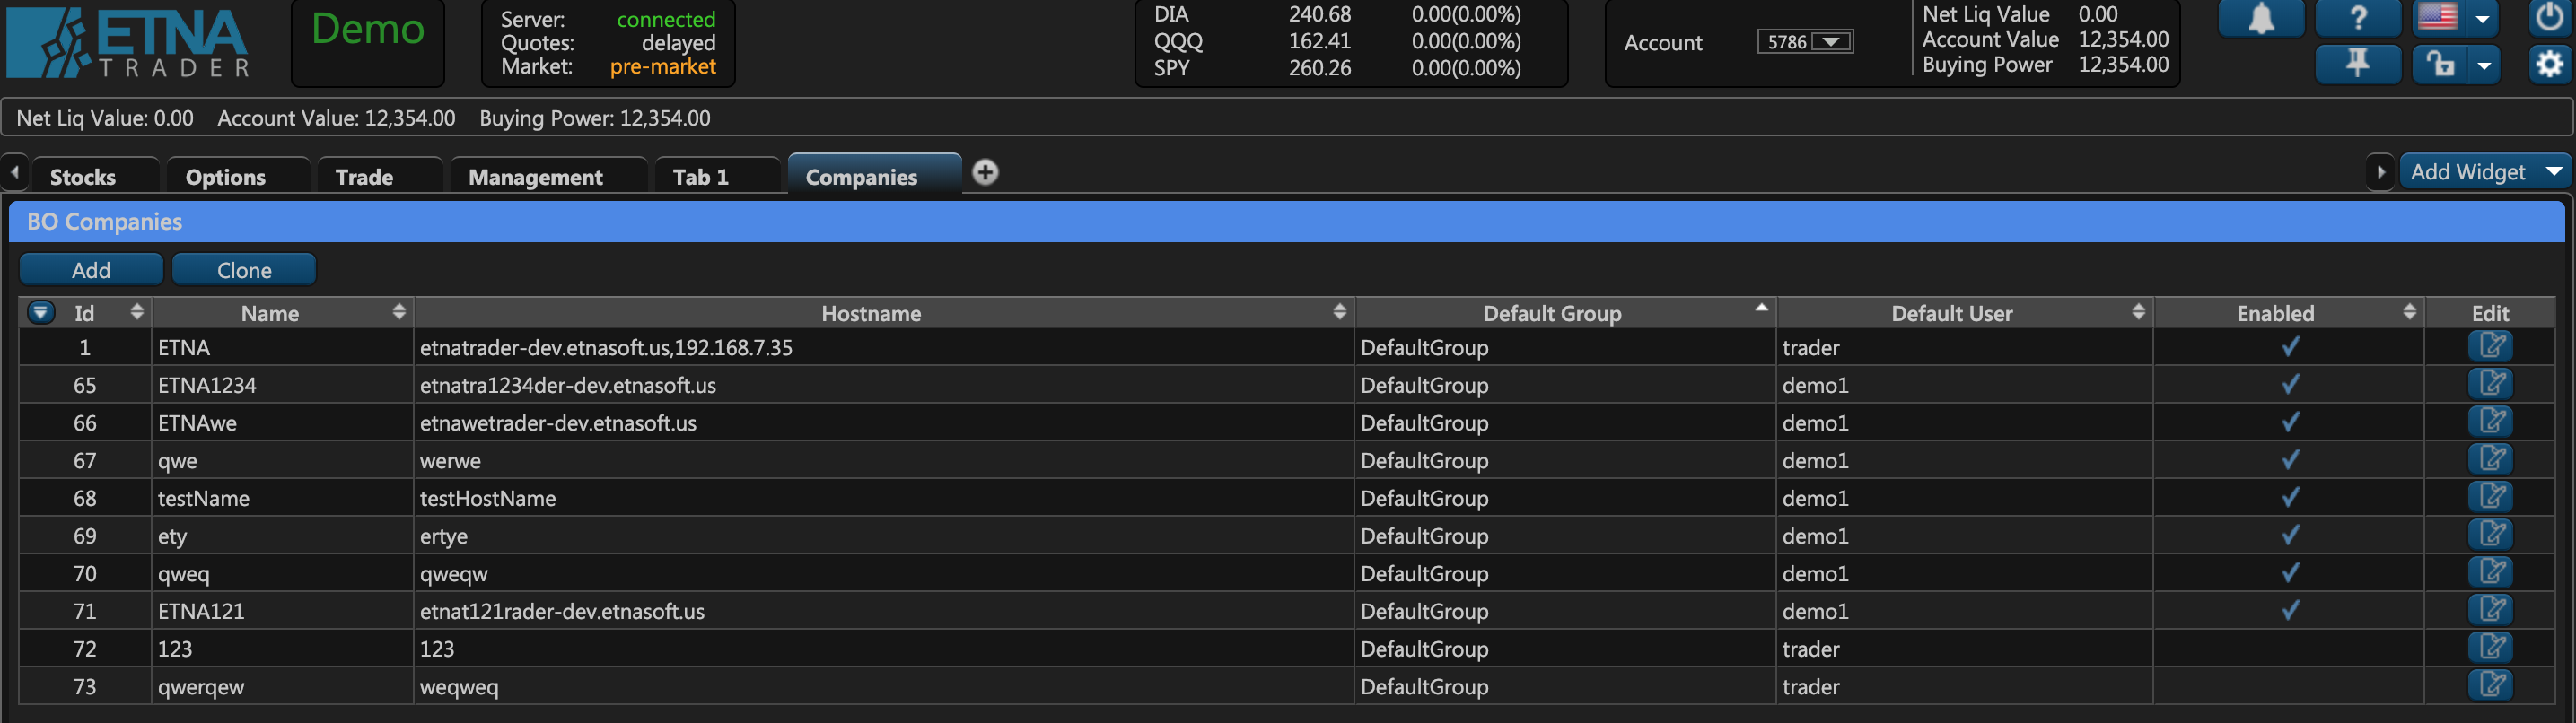 ETNA
TRADER
Demo
Server: connected
Quotes: delayed
Market: pre-market
DIA 240.68 0.00(0.00%)
QQQ 162.41 0.00(0.00%)
SPY 260.26 0.00(0.00%)
Account 5786
Net Liq Value 0.00
Account Value 12,354.00
Buying Power 12,354.00
?
Net Liq Value: 0.00 Account Value: 12,354.00 Buying Power: 12,354.00
Stocks Options Trade Management Tab 1 Companies Add Widget
BO Companies
Add Clone
Id Name Hostname Default Group Default User Enabled Edit
1 ETNA etnatrader-dev.etnasoft.us,192.168.7.35 DefaultGroup trader
65 ETNA1234 etnatra1234der-dev.etnasoft.us DefaultGroup demo1
66 ETNAwe etnawetrader-dev.etnasoft.us DefaultGroup demo1
67 qwe werwe DefaultGroup demo1
68 testName testHostName DefaultGroup demo1
69 ety ertye DefaultGroup demo1
70 qweq qweqw DefaultGroup demo1
71 ETNA121 etnat121rader-dev.etnasoft.us DefaultGroup demo1
72 123 123 DefaultGroup trader
73 qwerqew weqweq DefaultGroup trader